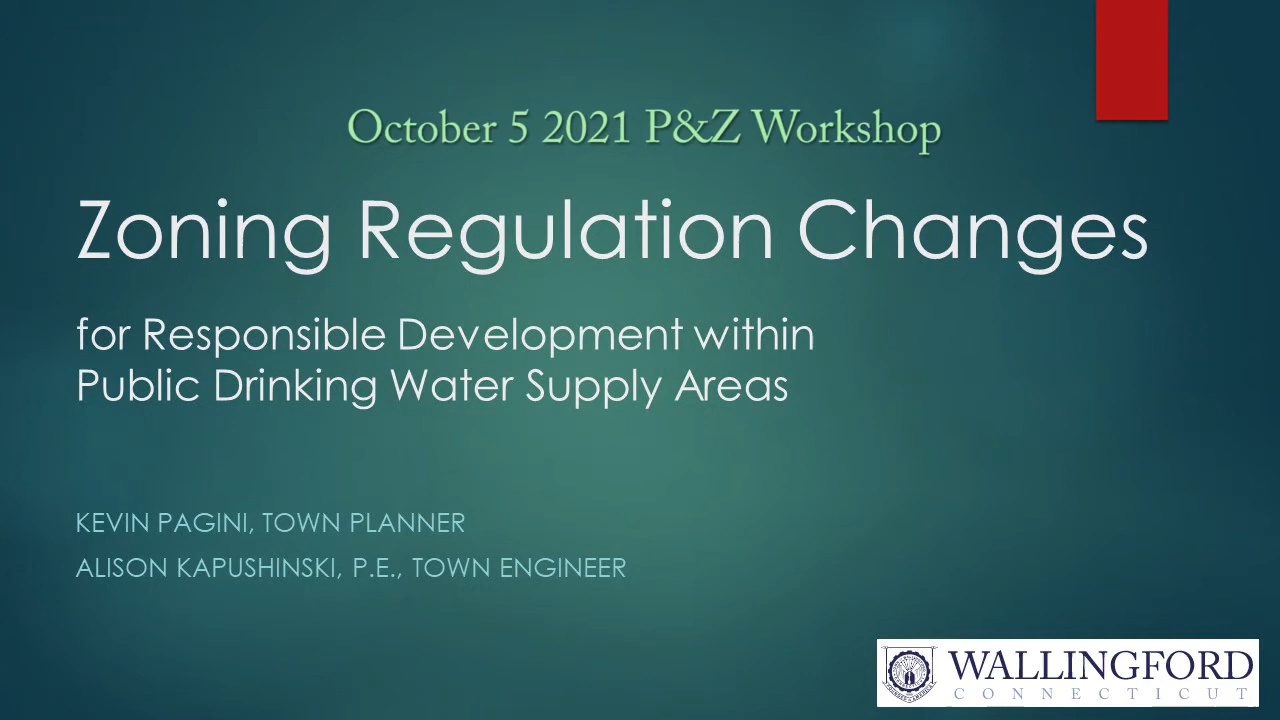 October 5 2021 P&Z Workshop
Zoning Regulation Changes
for Responsible Development within
Public Drinking Water Supply Areas
KEVIN PAGINI, TOWN PLANNER
ALISON KAPUSHINSKI, P.E., TOWN ENGINEER
WALLINGFORD
CONNECTICUT